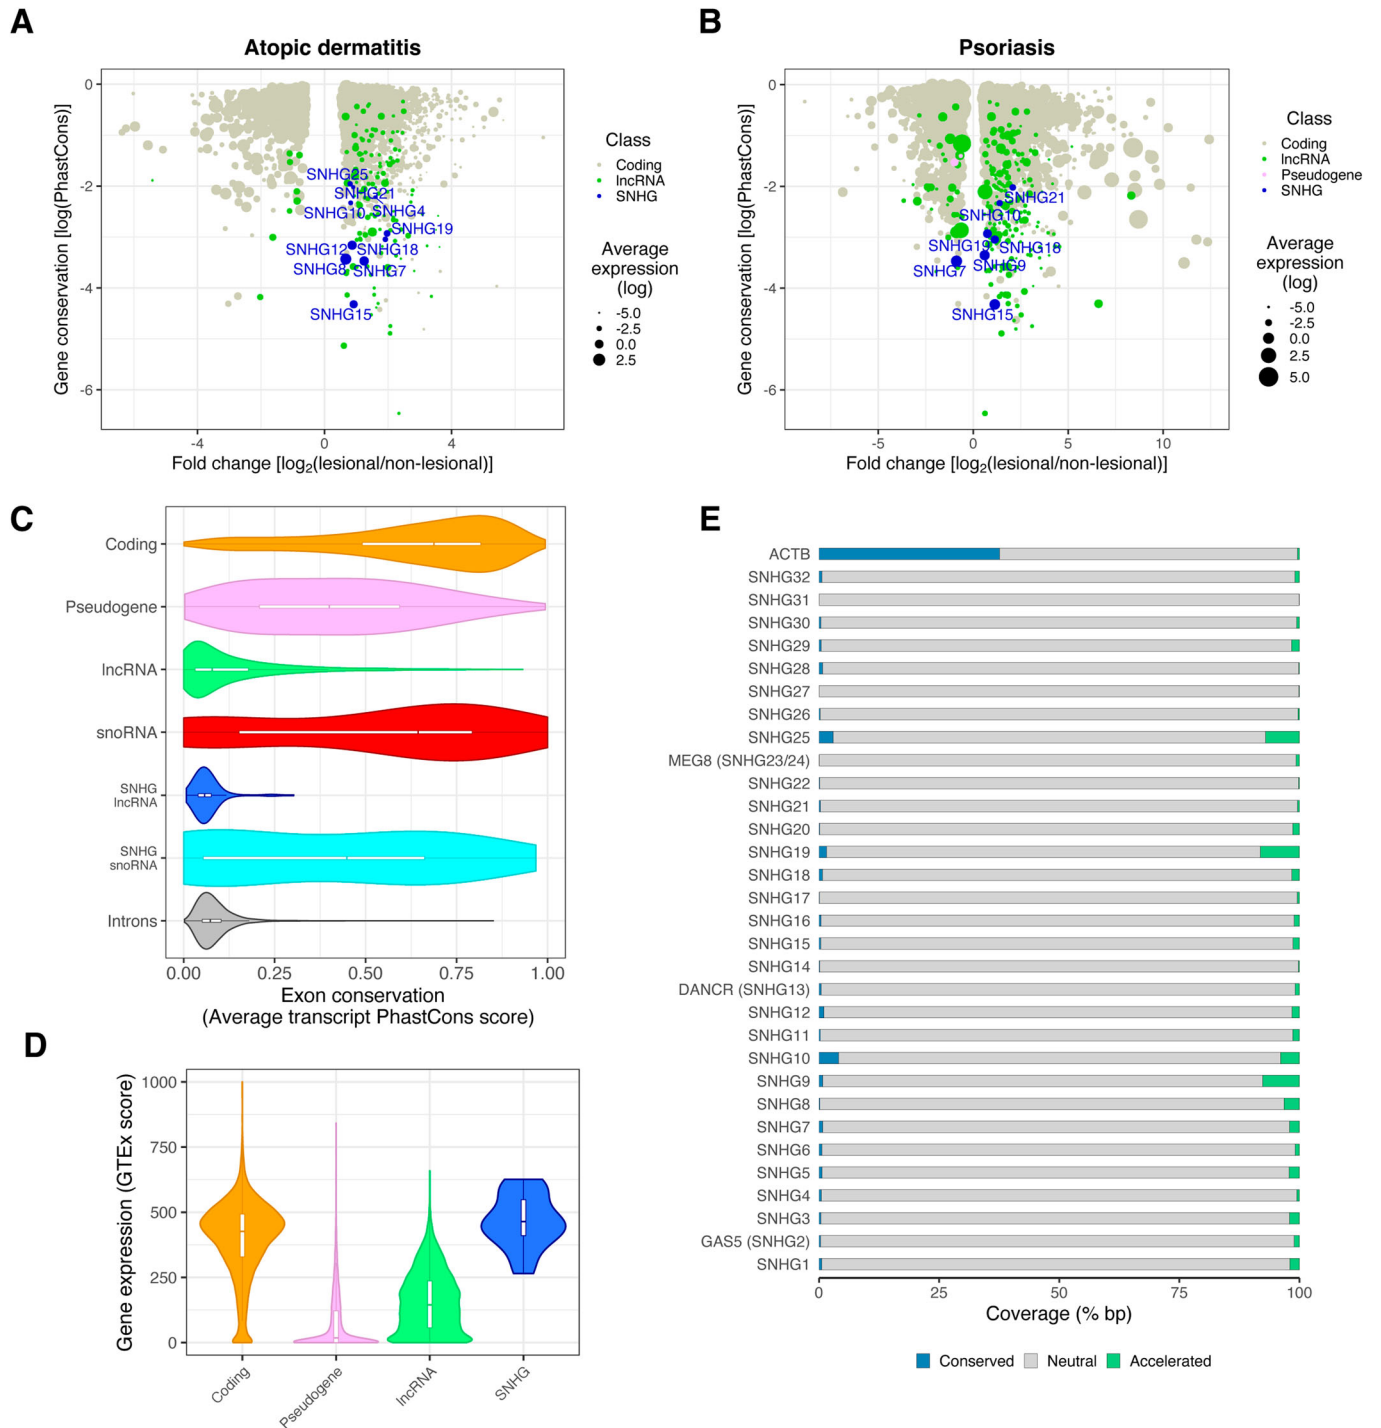 A
Atopic dermatitis
Gene conservation [log(PhastCons)]
0
-2
-4
-6
SNHG25
SNHG21
SNHG10
SNHG4
SNHG19
SNHG12
SNHG18
SNHG8
SNHG7
SNHG15
-4
0
4
Fold change [log2(lesional/non-lesional)]
Class
Coding
lncRNA
SNHG
Average
expression
(log)
-5.0
-2.5
0.0
2.5
B
Psoriasis
Gene conservation [log(PhastCons)]
0
-2
-4
-6
SNHG21
SNHG10
SNHG19
SNHG18
SNHG7
SNHG9
SNHG15
-5
0
5
10
Fold change [log2(lesional/non-lesional)]
Class
Coding
lncRNA
Pseudogene
SNHG
Average
expression
(log)
-5.0
-2.5
0.0
2.5
5.0
C
Coding
Pseudogene
lncRNA
snoRNA
SNHG
lncRNA
SNHG
snoRNA
Introns
0.00
0.25
0.50
0.75
1.00
Exon conservation
(Average transcript PhastCons score)
D
Gene expression (GTEx score)
1000
750
500
250
0
Coding
Pseudogene
lncRNA
SNHG
E
ACTB
SNHG32
SNHG31
SNHG30
SNHG29
SNHG28
SNHG27
SNHG26
SNHG25
MEG8 (SNHG23/24)
SNHG22
SNHG21
SNHG20
SNHG19
SNHG18
SNHG17
SNHG16
SNHG15
SNHG14
DANCR (SNHG13)
SNHG12
SNHG11
SNHG10
SNHG9
SNHG8
SNHG7
SNHG6
SNHG5
SNHG4
SNHG3
GAS5 (SNHG2)
SNHG1
0
25
50
75
100
Coverage (% bp)
Conserved
Neutral
Accelerated